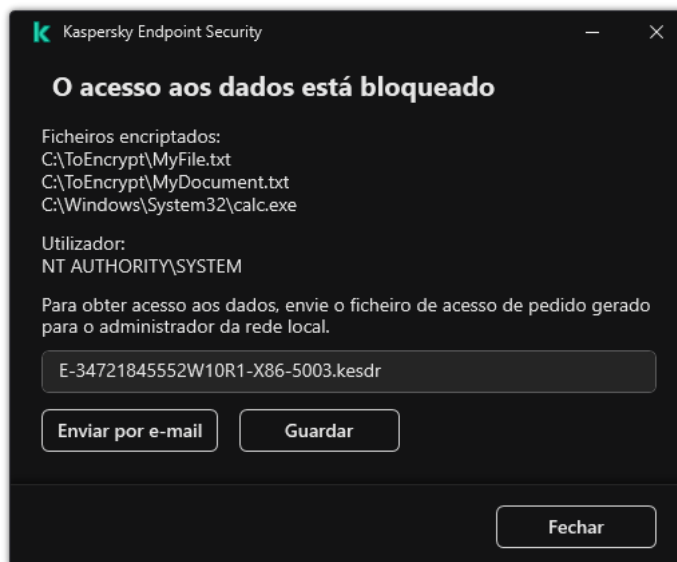 Kaspersky Endpoint Security
O acesso aos dados está bloqueado
Ficheiros encriptados:
C:\ToEncrypt\MyFile.txt
C:\ToEncrypt\MyDocument.txt
C:\Windows\System32\calc.exe
Utilizador:
NT AUTHORITY\SYSTEM
Para obter acesso aos dados, envie o ficheiro de acesso de pedido gerado
para o administrador da rede local.
E-34721845552W10R1-X86-5003.kesdr
Enviar por e-mail
Guardar
Fechar